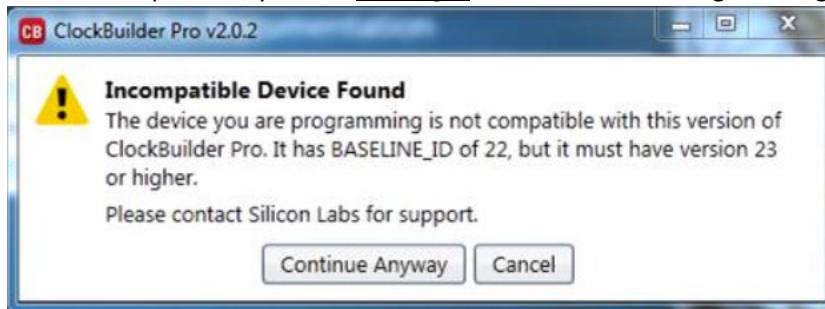 CB ClockBuilder Pro v2.0.2
Incompatible Device Found
The device you are programming is not compatible with this version of
ClockBuilder Pro. It has BASELINE_ID of 22, but it must have version 23
or higher.
Please contact Silicon Labs for support.
Continue Anyway Cancel